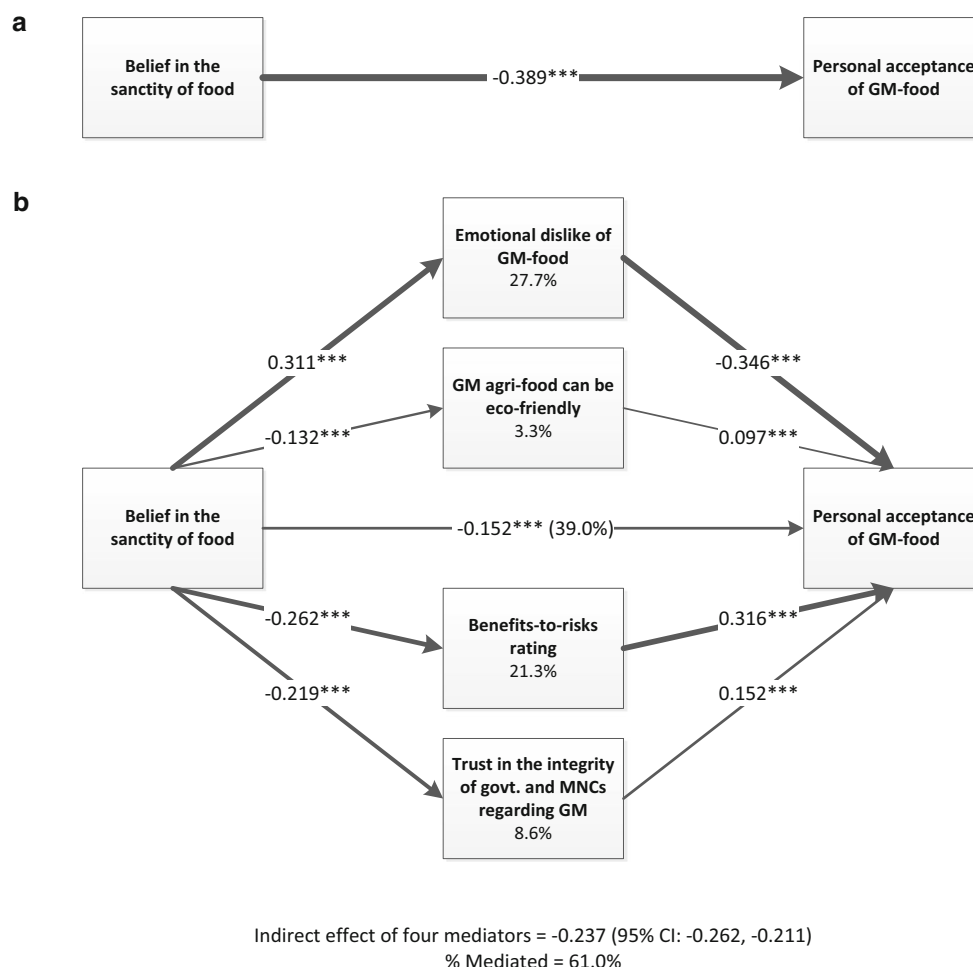 a
Belief in the
sanctity of food
-0.389***
Personal acceptance
of GM-food
b
Emotional dislike of
GM-food
27.7%
0.311***
-0.346***
GM agri-food can be
eco-friendly
3.3%
-0.132***
0.097***
Belief in the
sanctity of food
-0.152*** (39.0%)
Personal acceptance
of GM-food
-0.262***
Benefits-to-risks
rating
21.3%
0.316***
-0.219***
0.152***
Trust in the integrity
of govt. and MNCs
regarding GM
8.6%
Indirect effect of four mediators = -0.237 (95% CI: -0.262, -0.211)
% Mediated = 61.0%